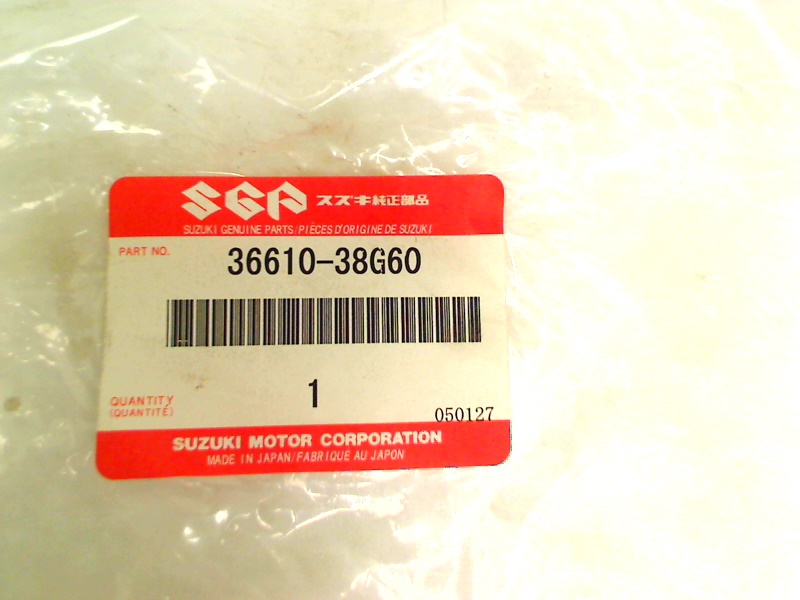 SGP スズキ純正部品
SUZUKI GENUINE PARTS/PIÈCES D'ORIGINE DE SUZUKI
PART NO. 36610-38G60
QUANTITY 1
(QUANTITÉ)
050127
SUZUKI MOTOR CORPORATION
MADE IN JAPAN/FABRIQUÉ AU JAPON